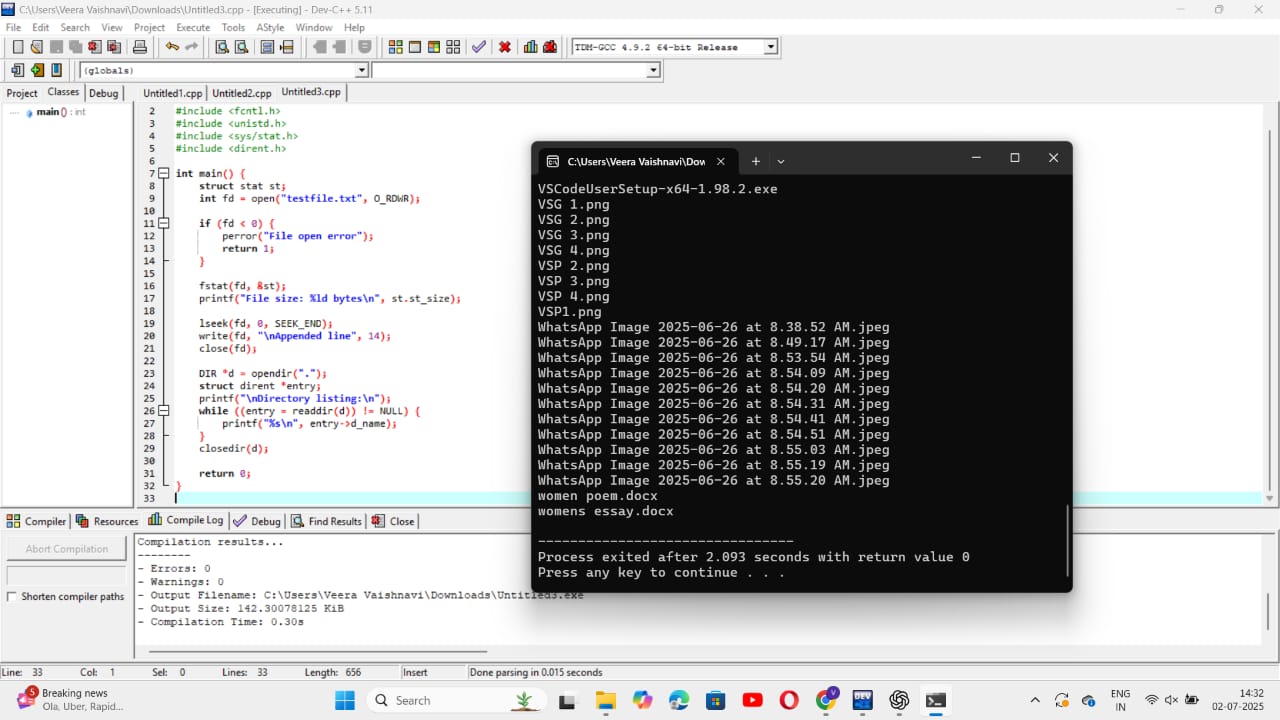 C:\Users\Veera Vaishnavi\Downloads\Untitled3.cpp - [Executing] - Dev-C++ 5.11
File Edit Search View Project Execute Tools AStyle Window Help
TDM-GCC 4.9.2 64-bit Release
(globals)
Project Classes Debug Untitled1.cpp Untitled2.cpp Untitled3.cpp
main() : int
2 #include <fcntl.h>
3 #include <unistd.h>
4 #include <sys/stat.h>
5 #include <dirent.h>
6
7 int main() {
8 struct stat st;
9 int fd = open("testfile.txt", O_RDWR);
10
11 if (fd < 0) {
12 perror("File open error");
13 return 1;
14 }
15
16 fstat(fd, &st);
17 printf("File size: %ld bytes\n", st.st_size);
18
19 lseek(fd, 0, SEEK_END);
20 write(fd, "\nAppended line", 14);
21 close(fd);
22
23 DIR *d = opendir(".");
24 struct dirent *entry;
25 printf("\nDirectory listing:\n");
26 while ((entry = readdir(d)) != NULL) {
27 printf("%s\n", entry->d_name);
28 }
29 closedir(d);
30
31 return 0;
32 }
33
C:\Users\Veera Vaishnavi\Dow
VSCodeUserSetup-x64-1.98.2.exe
VSG 1.png
VSG 2.png
VSG 3.png
VSG 4.png
VSP 2.png
VSP 3.png
VSP 4.png
VSP1.png
WhatsApp Image 2025-06-26 at 8.38.52 AM.jpeg
WhatsApp Image 2025-06-26 at 8.49.17 AM.jpeg
WhatsApp Image 2025-06-26 at 8.53.54 AM.jpeg
WhatsApp Image 2025-06-26 at 8.54.09 AM.jpeg
WhatsApp Image 2025-06-26 at 8.54.20 AM.jpeg
WhatsApp Image 2025-06-26 at 8.54.31 AM.jpeg
WhatsApp Image 2025-06-26 at 8.54.41 AM.jpeg
WhatsApp Image 2025-06-26 at 8.54.51 AM.jpeg
WhatsApp Image 2025-06-26 at 8.55.03 AM.jpeg
WhatsApp Image 2025-06-26 at 8.55.19 AM.jpeg
WhatsApp Image 2025-06-26 at 8.55.20 AM.jpeg
women poem.docx
womens essay.docx
--------------------------------
Process exited after 2.093 seconds with return value 0
Press any key to continue . . .
Compiler Resources Compile Log Debug Find Results Close
Abort Compilation
Shorten compiler paths
Compilation results...
--------
- Errors: 0
- Warnings: 0
- Output Filename: C:\Users\Veera Vaishnavi\Downloads\Untitled3.exe
- Output Size: 142.30078125 KiB
- Compilation Time: 0.30s
Line: 33 Col: 1 Sel: 0 Lines: 33 Length: 656 Insert Done parsing in 0.015 seconds
5
Breaking news
Ola, Uber, Rapid...
Search
V
DEV
ENG
IN
14:32
02-07-2025